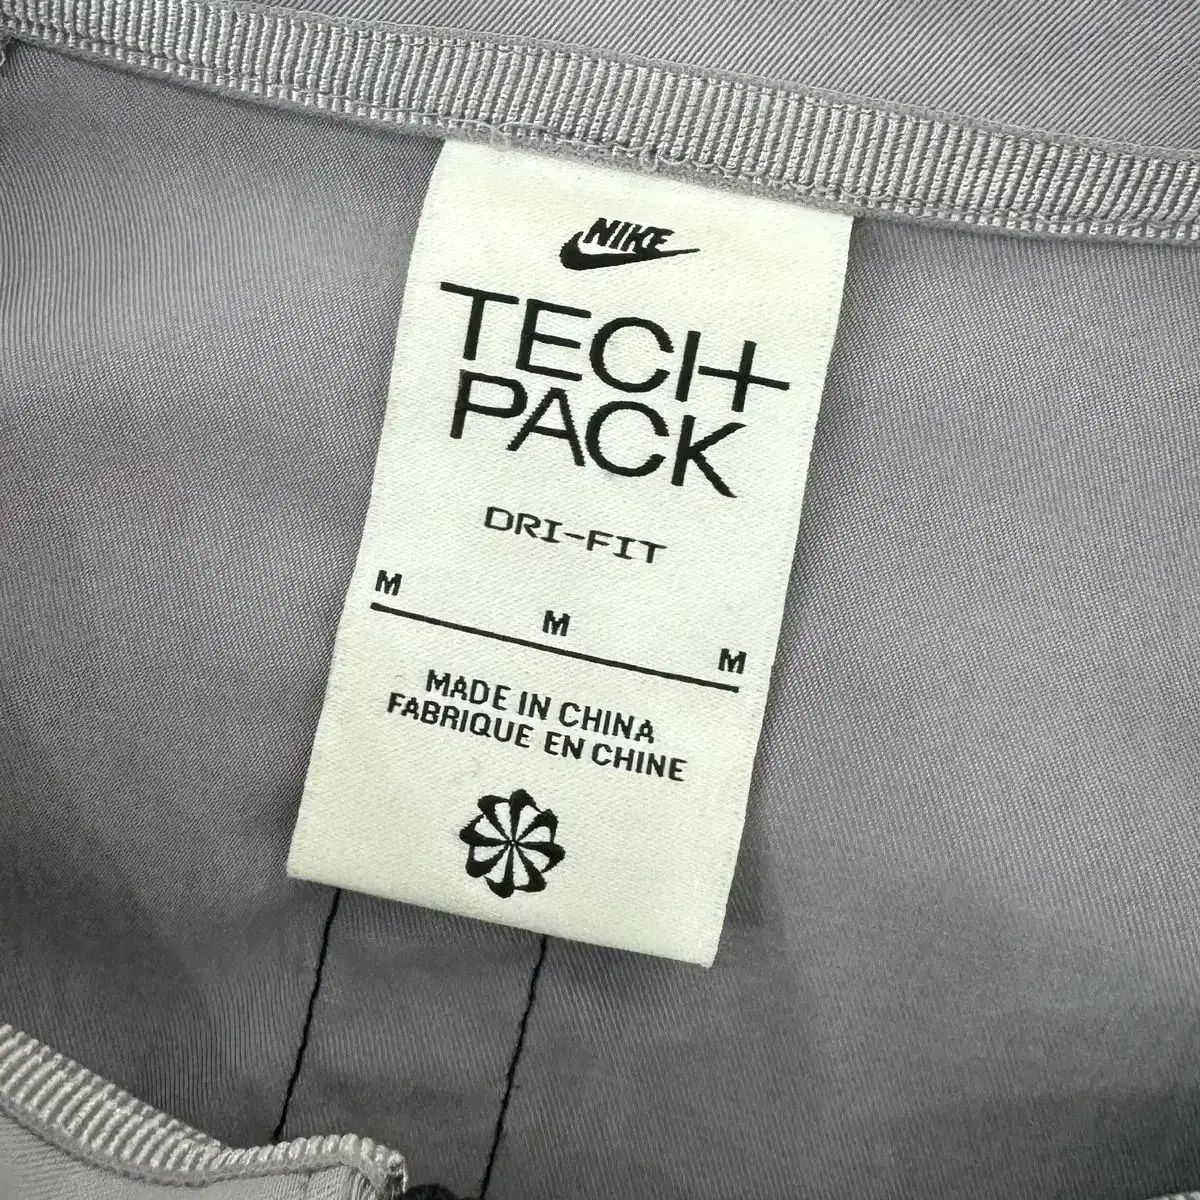 NIKE
TECH
PACK
DRI-FIT
M
M
M
MADE IN CHINA
FABRIQUE EN CHINE